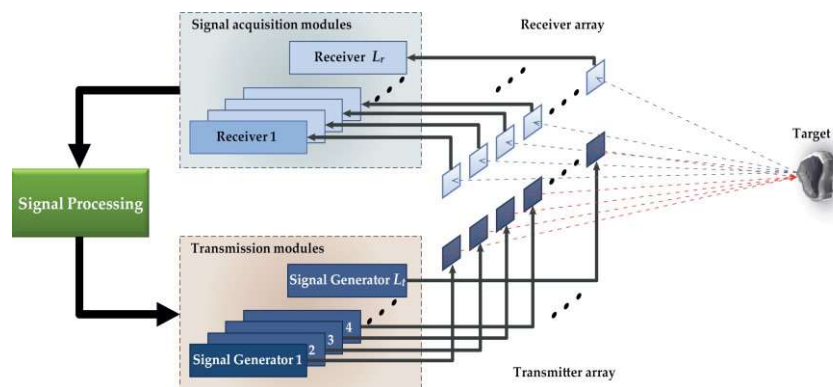 Signal acquisition modules
Receiver array
Receiver Lr
Receiver 1
Target
Signal Processing
Transmission modules
Signal Generator Lt
4
3
2
Signal Generator 1
Transmitter array